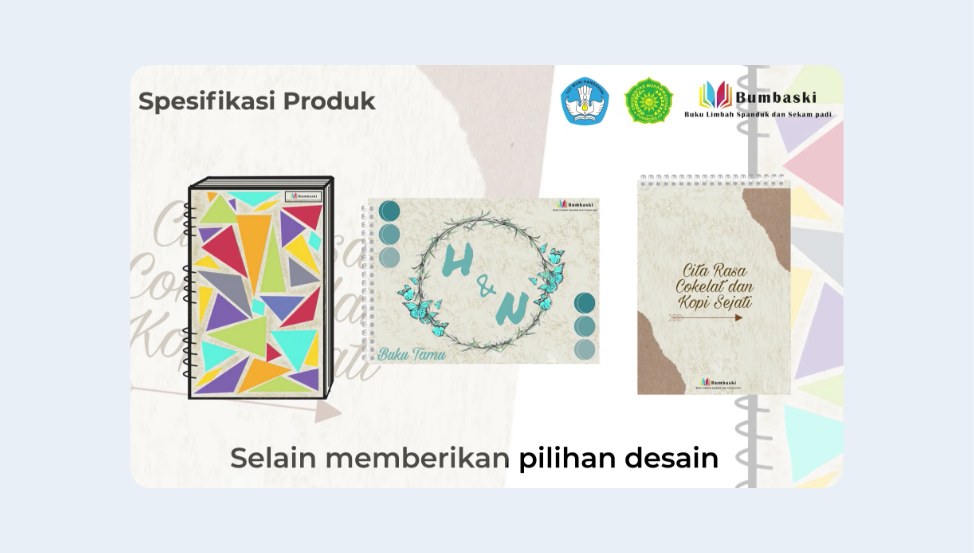 Spesifikasi Produk
Bumbaski
Buku Limbah Spanduk dan Sekam padi
Bumbaski
Bumbaski
H
&
N
Buku Tamu
Cita Rasa
Cokelat dan
Kopi Sejati
Bumbaski
Selain memberikan pilihan desain